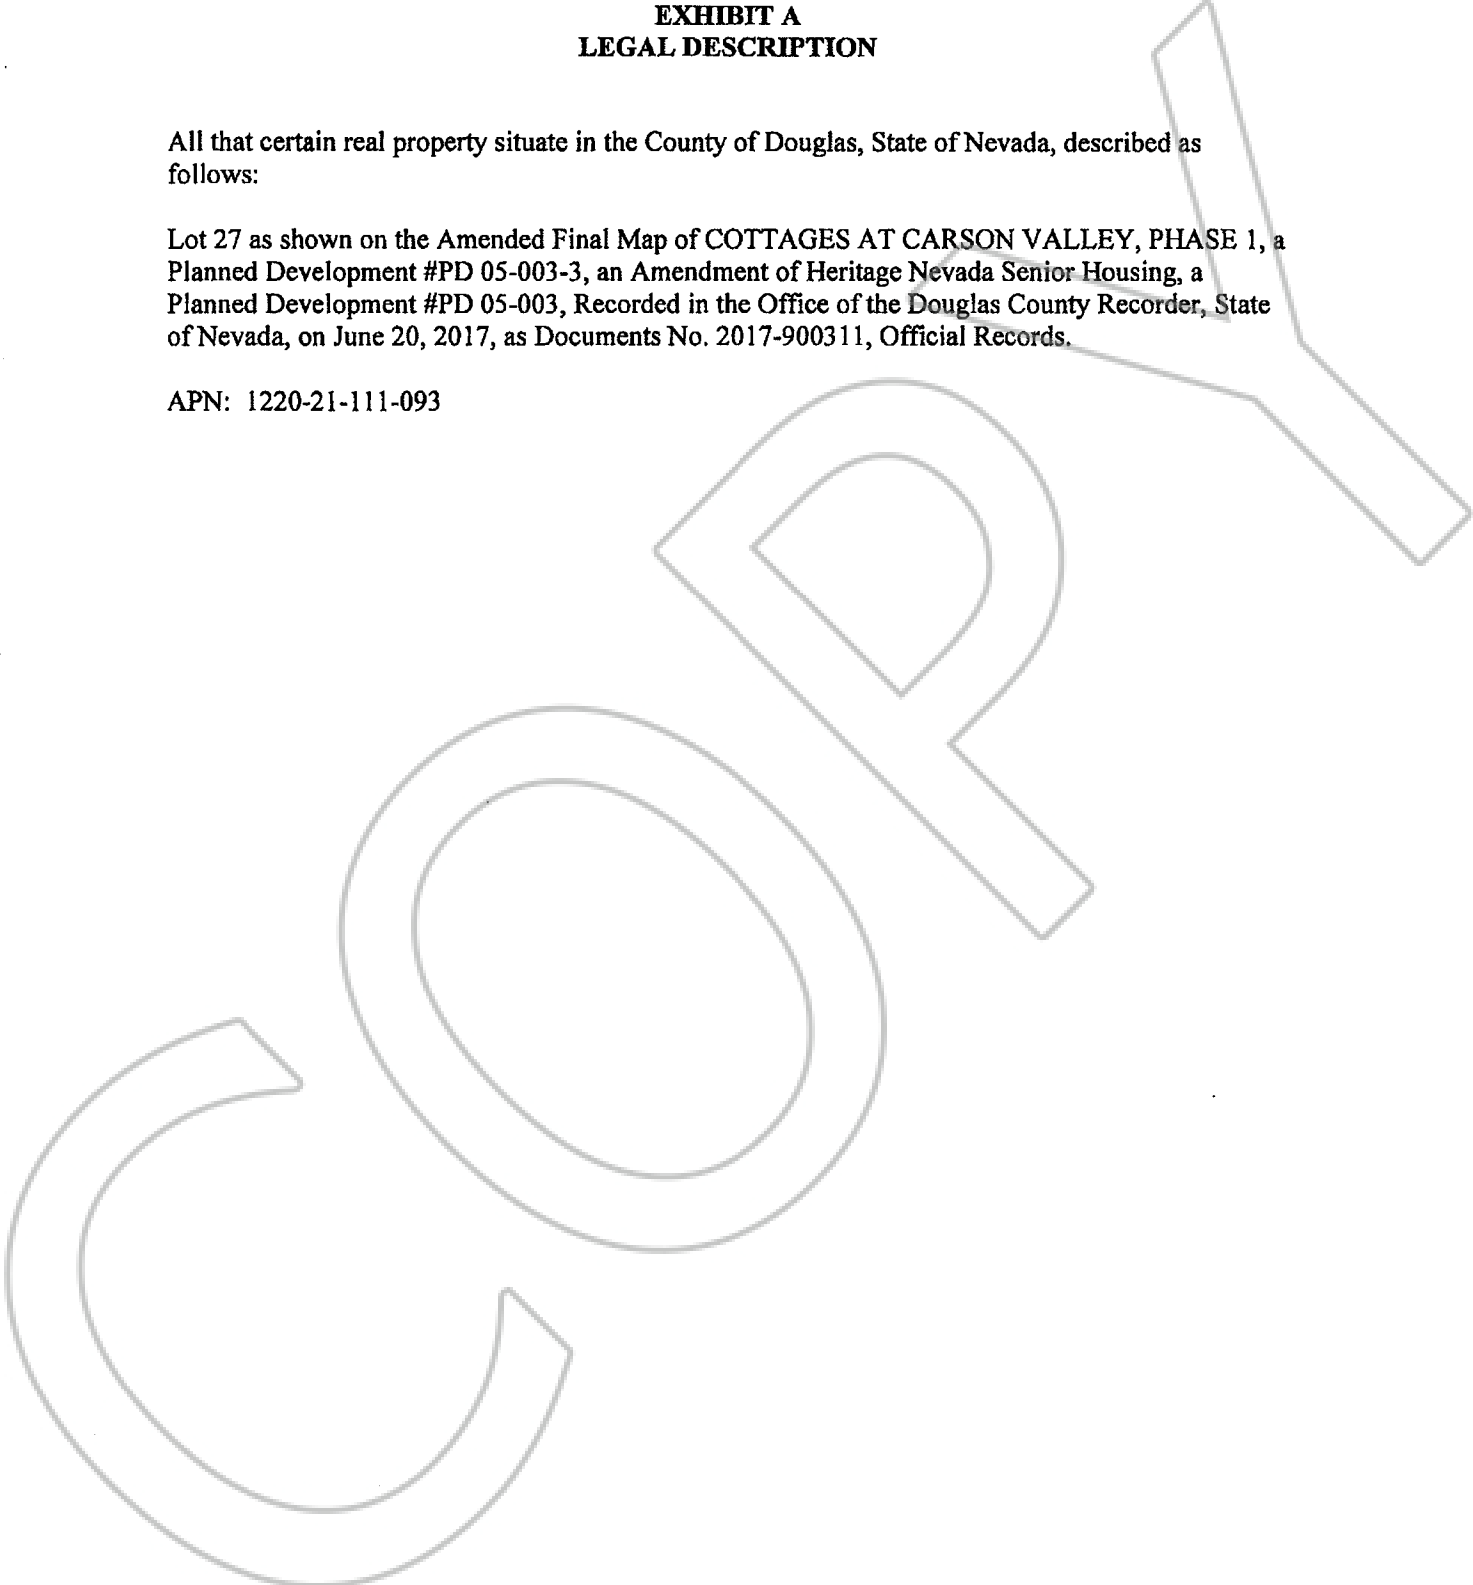 EXHIBIT A
LEGAL DESCRIPTION
All that certain real property situate in the County of Douglas, State of Nevada, described as
follows:
Lot 27 as shown on the Amended Final Map of COTTAGES AT CARSON VALLEY, PHASE 1, a
Planned Development #PD 05-003-3, an Amendment of Heritage Nevada Senior Housing, a
Planned Development #PD 05-003, Recorded in the Office of the Douglas County Recorder, State
of Nevada, on June 20, 2017, as Documents No. 2017-900311, Official Records.
APN: 1220-21-111-093
COPY